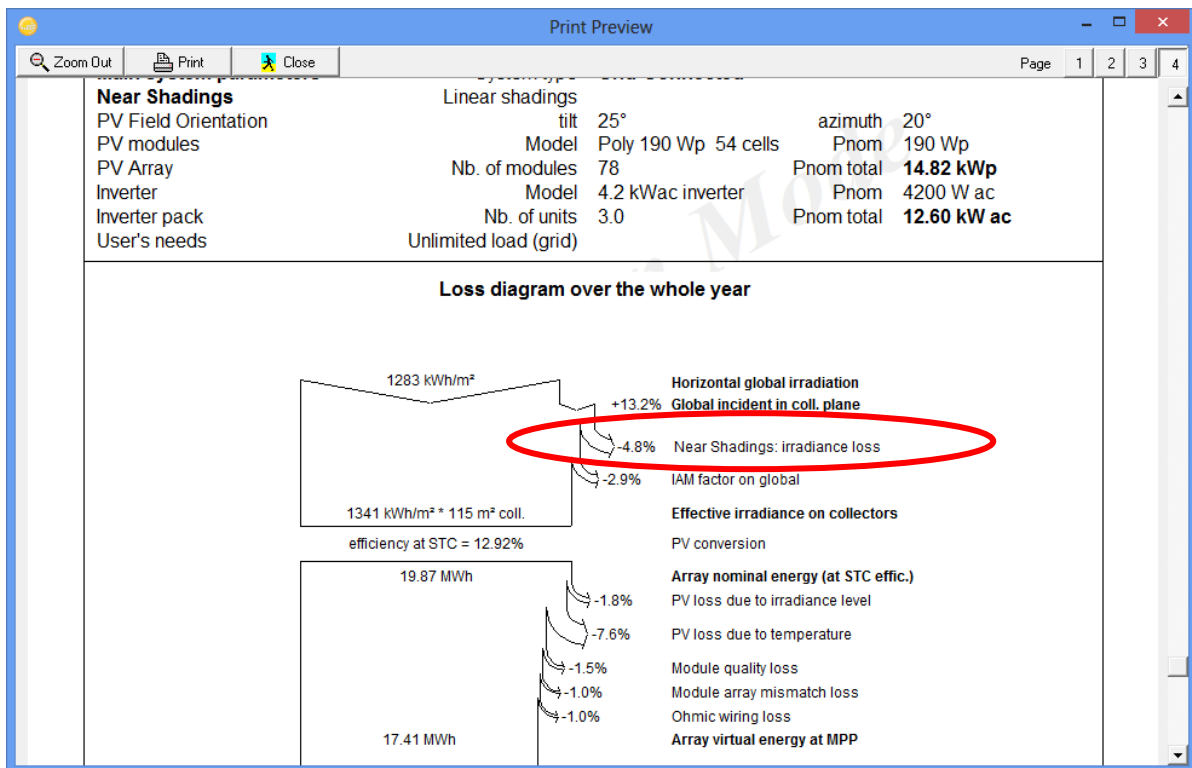 Print Preview
Zoom Out Print Close Page 1 2 3 4
Main system parameters System type Grid-Connected
Near Shadings Linear shadings
PV Field Orientation tilt 25° azimuth 20°
PV modules Model Poly 190 Wp 54 cells Pnom 190 Wp
PV Array Nb. of modules 78 Pnom total 14.82 kWp
Inverter Model 4.2 kWac inverter Pnom 4200 W ac
Inverter pack Nb. of units 3.0 Pnom total 12.60 kW ac
User's needs Unlimited load (grid)
Mode
Loss diagram over the whole year
1283 kWh/m² Horizontal global irradiation
+13.2% Global incident in coll. plane
-4.8% Near Shadings: irradiance loss
-2.9% IAM factor on global
1341 kWh/m² * 115 m² coll. Effective irradiance on collectors
efficiency at STC = 12.92% PV conversion
19.87 MWh Array nominal energy (at STC effic.)
-1.8% PV loss due to irradiance level
-7.6% PV loss due to temperature
-1.5% Module quality loss
-1.0% Module array mismatch loss
-1.0% Ohmic wiring loss
17.41 MWh Array virtual energy at MPP